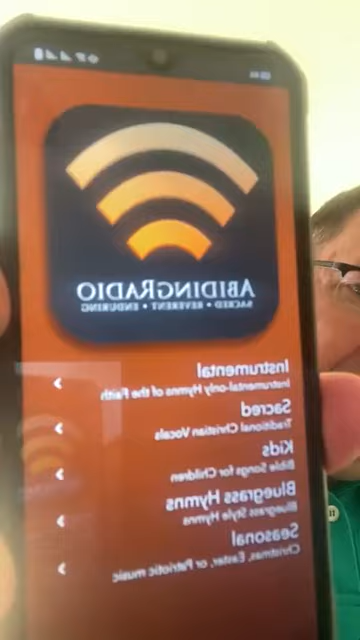 ABIDINGRADIO
SACRED • REVERENT • ENDURING
Instrumental
Instrumental-only Hymns of the Faith
Sacred
Traditional Christian Vocals
Kids
Bible Songs for Children
Bluegrass Hymns
Bluegrass Style Hymns
Seasonal
Christmas, Easter, or Patriotic music